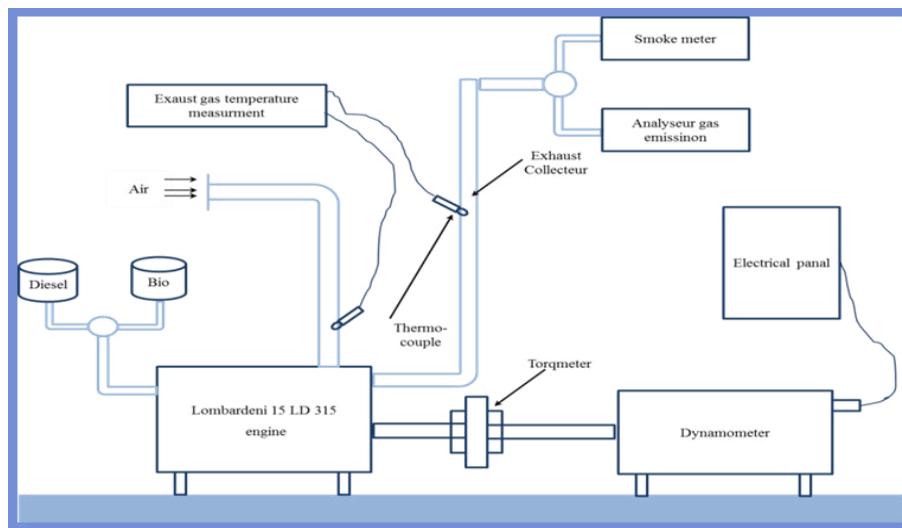 Smoke meter
Exaust gas temperature
measurment
Analyseur gas
emissinon
Exhaust
Collecteur
Air
Diesel
Bio
Electrical panal
Thermo-
couple
Torqmeter
Lombardeni 15 LD 315
engine
Dynamometer